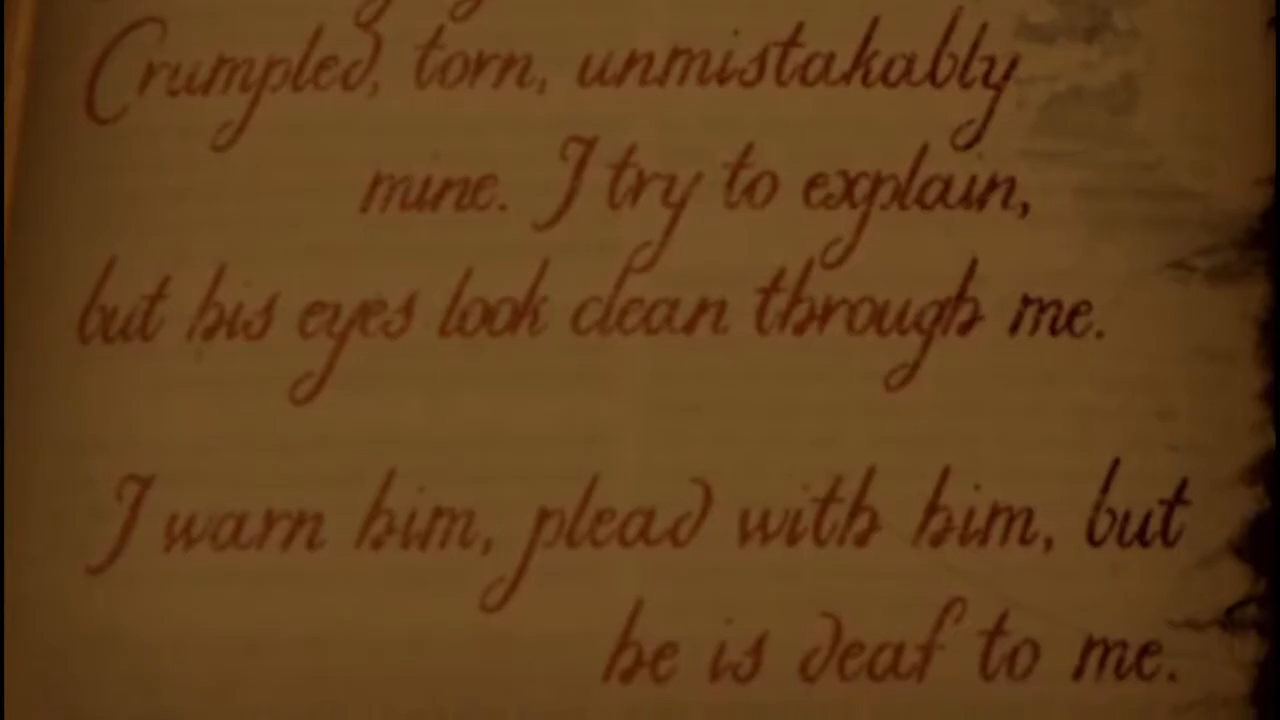 Crumpled, torn, unmistakably
mine. I try to explain,
but his eyes look clean through me.
I warn him, plead with him, but
he is deaf to me.